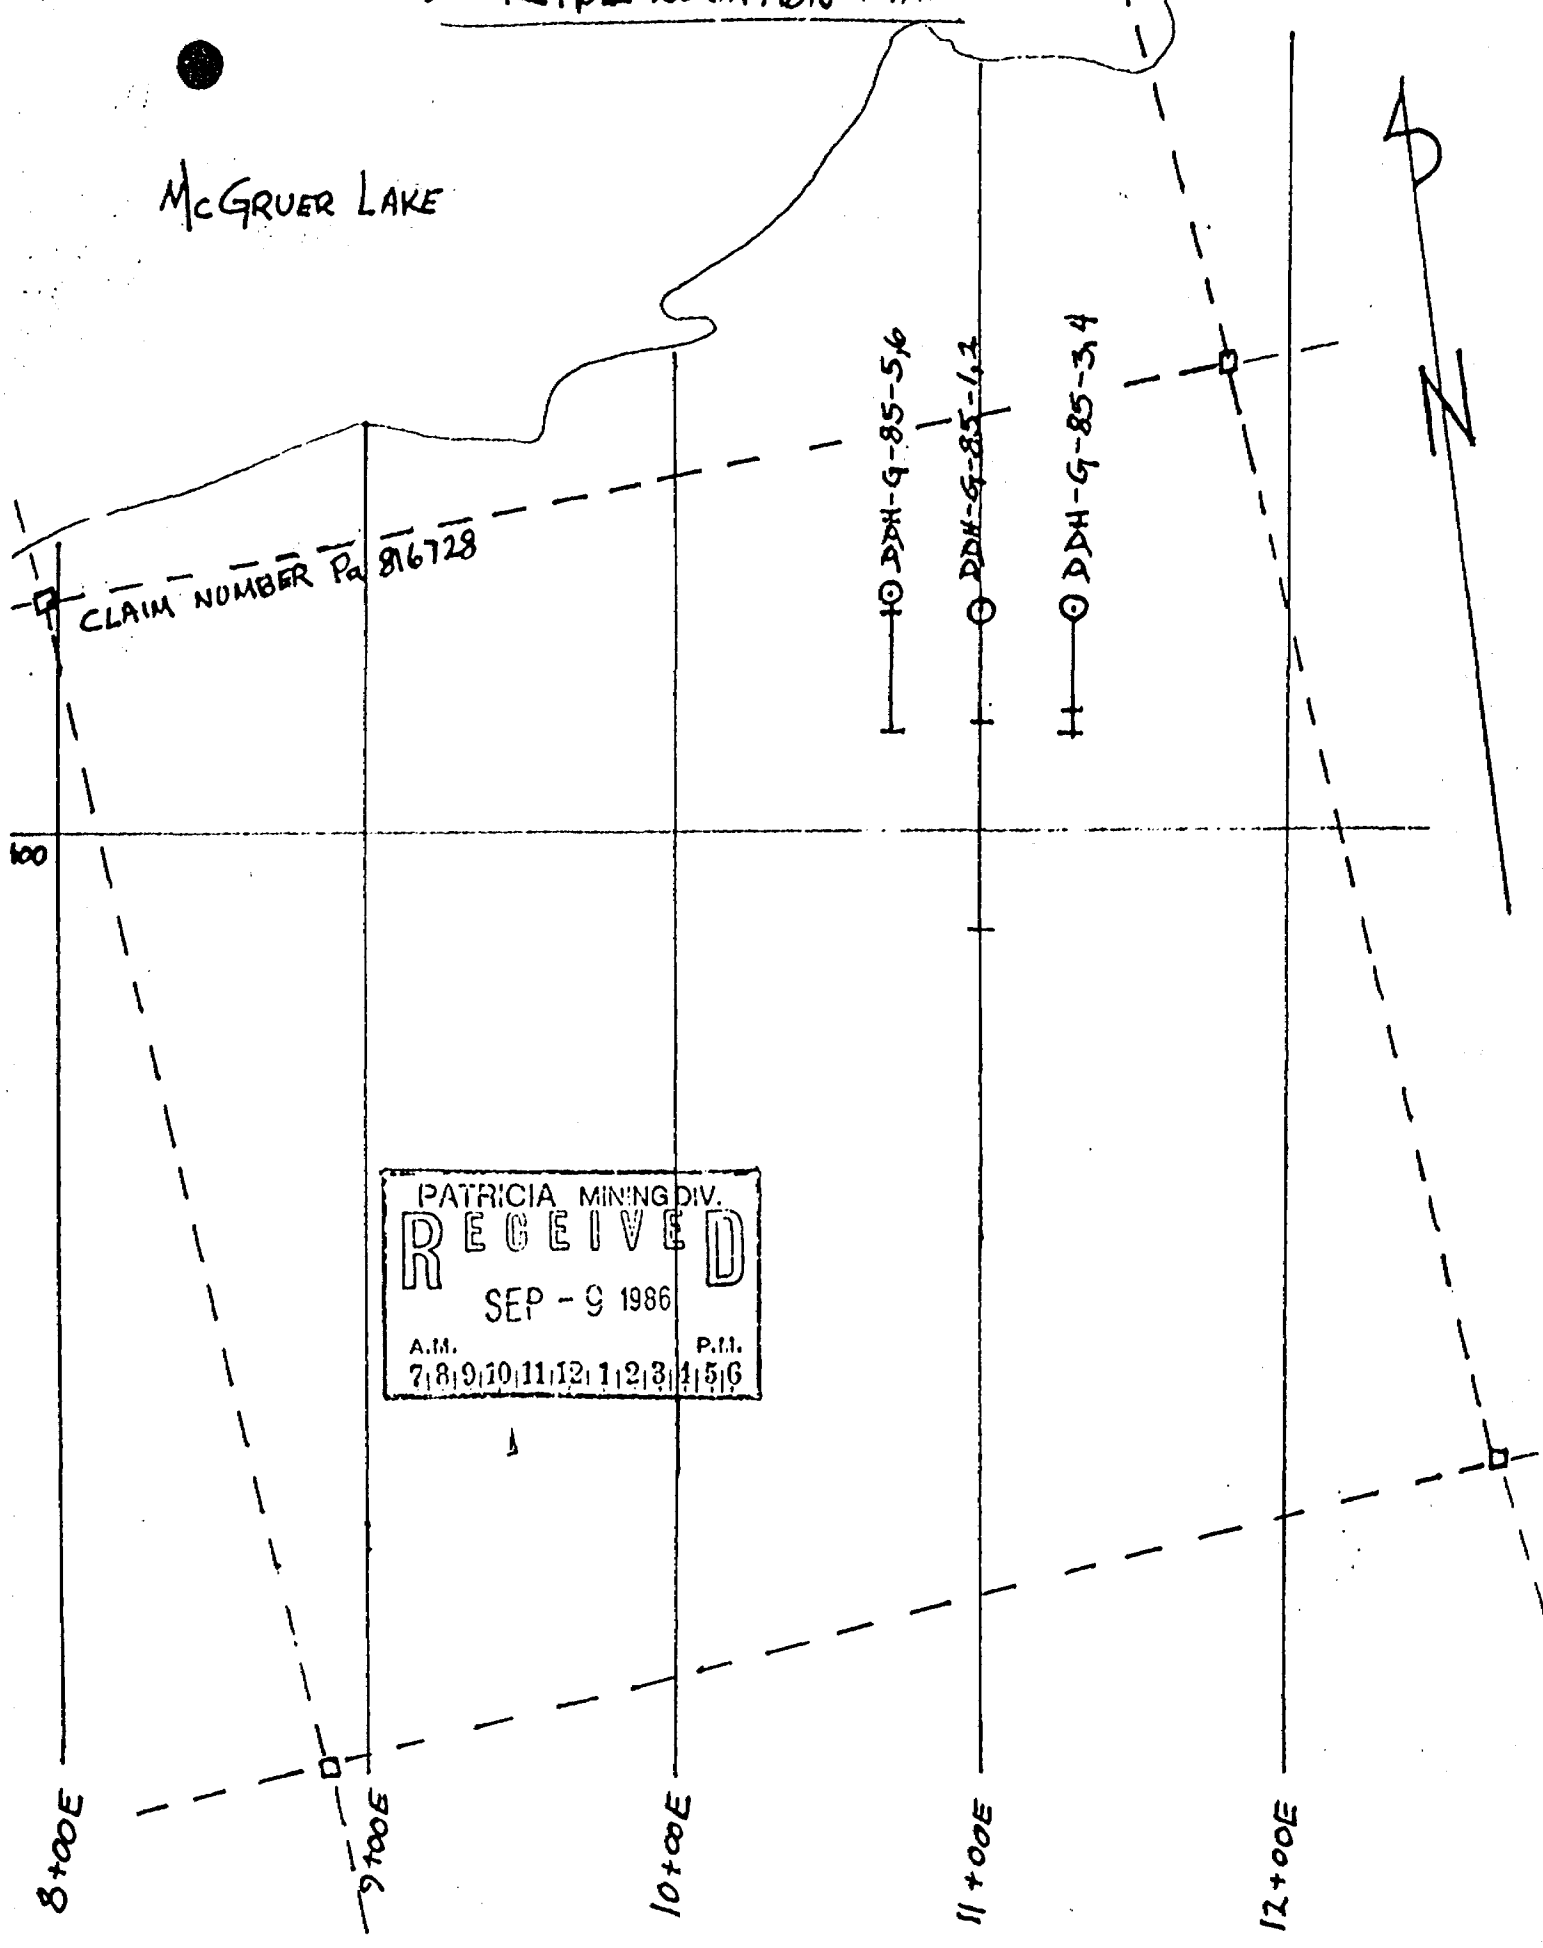 McGRUER LAKE
DDH-G-85-5,6
DDH-G-85-1,2
DDH-G-85-3,4
N
CLAIM NUMBER Pa 816728
100
PATRICIA MINING DIV.
RECEIVED
SEP - 9 1986
A.M. P.M.
7|8|9|10|11|12|1|2|3|4|5|6
8+00E
9+00E
10+00E
11+00E
12+00E